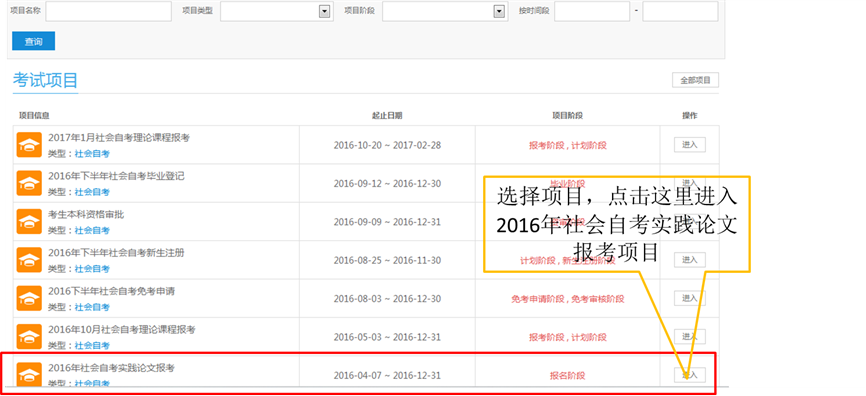 项目名称 项目类型 项目阶段 按时间段 -
查询
考试项目 全部项目
项目信息 起止日期 项目阶段 操作
2017年1月社会自考理论课程报考
类型：社会自考
2016-10-20 ~ 2017-02-28 报考阶段 , 计划阶段 进入
2016年下半年社会自考毕业登记
类型：社会自考
2016-09-12 ~ 2016-12-30 毕业阶段 进入
考生本科资格审批
类型：社会自考
2016-09-09 ~ 2016-12-31
2016年下半年社会自考新生注册
类型：社会自考
2016-08-25 ~ 2016-11-30 计划阶段 , 新生注册阶段 进入
2016下半年社会自考免考申请
类型：社会自考
2016-08-03 ~ 2016-12-30 免考申请阶段 , 免考审核阶段 进入
2016年10月社会自考理论课程报考
类型：社会自考
2016-05-03 ~ 2016-12-31 报考阶段 , 计划阶段 进入
2016年社会自考实践论文报考
类型：社会自考
2016-04-07 ~ 2016-12-31 报名阶段 进入
选择项目，点击这里进入
2016年社会自考实践论文
报考项目